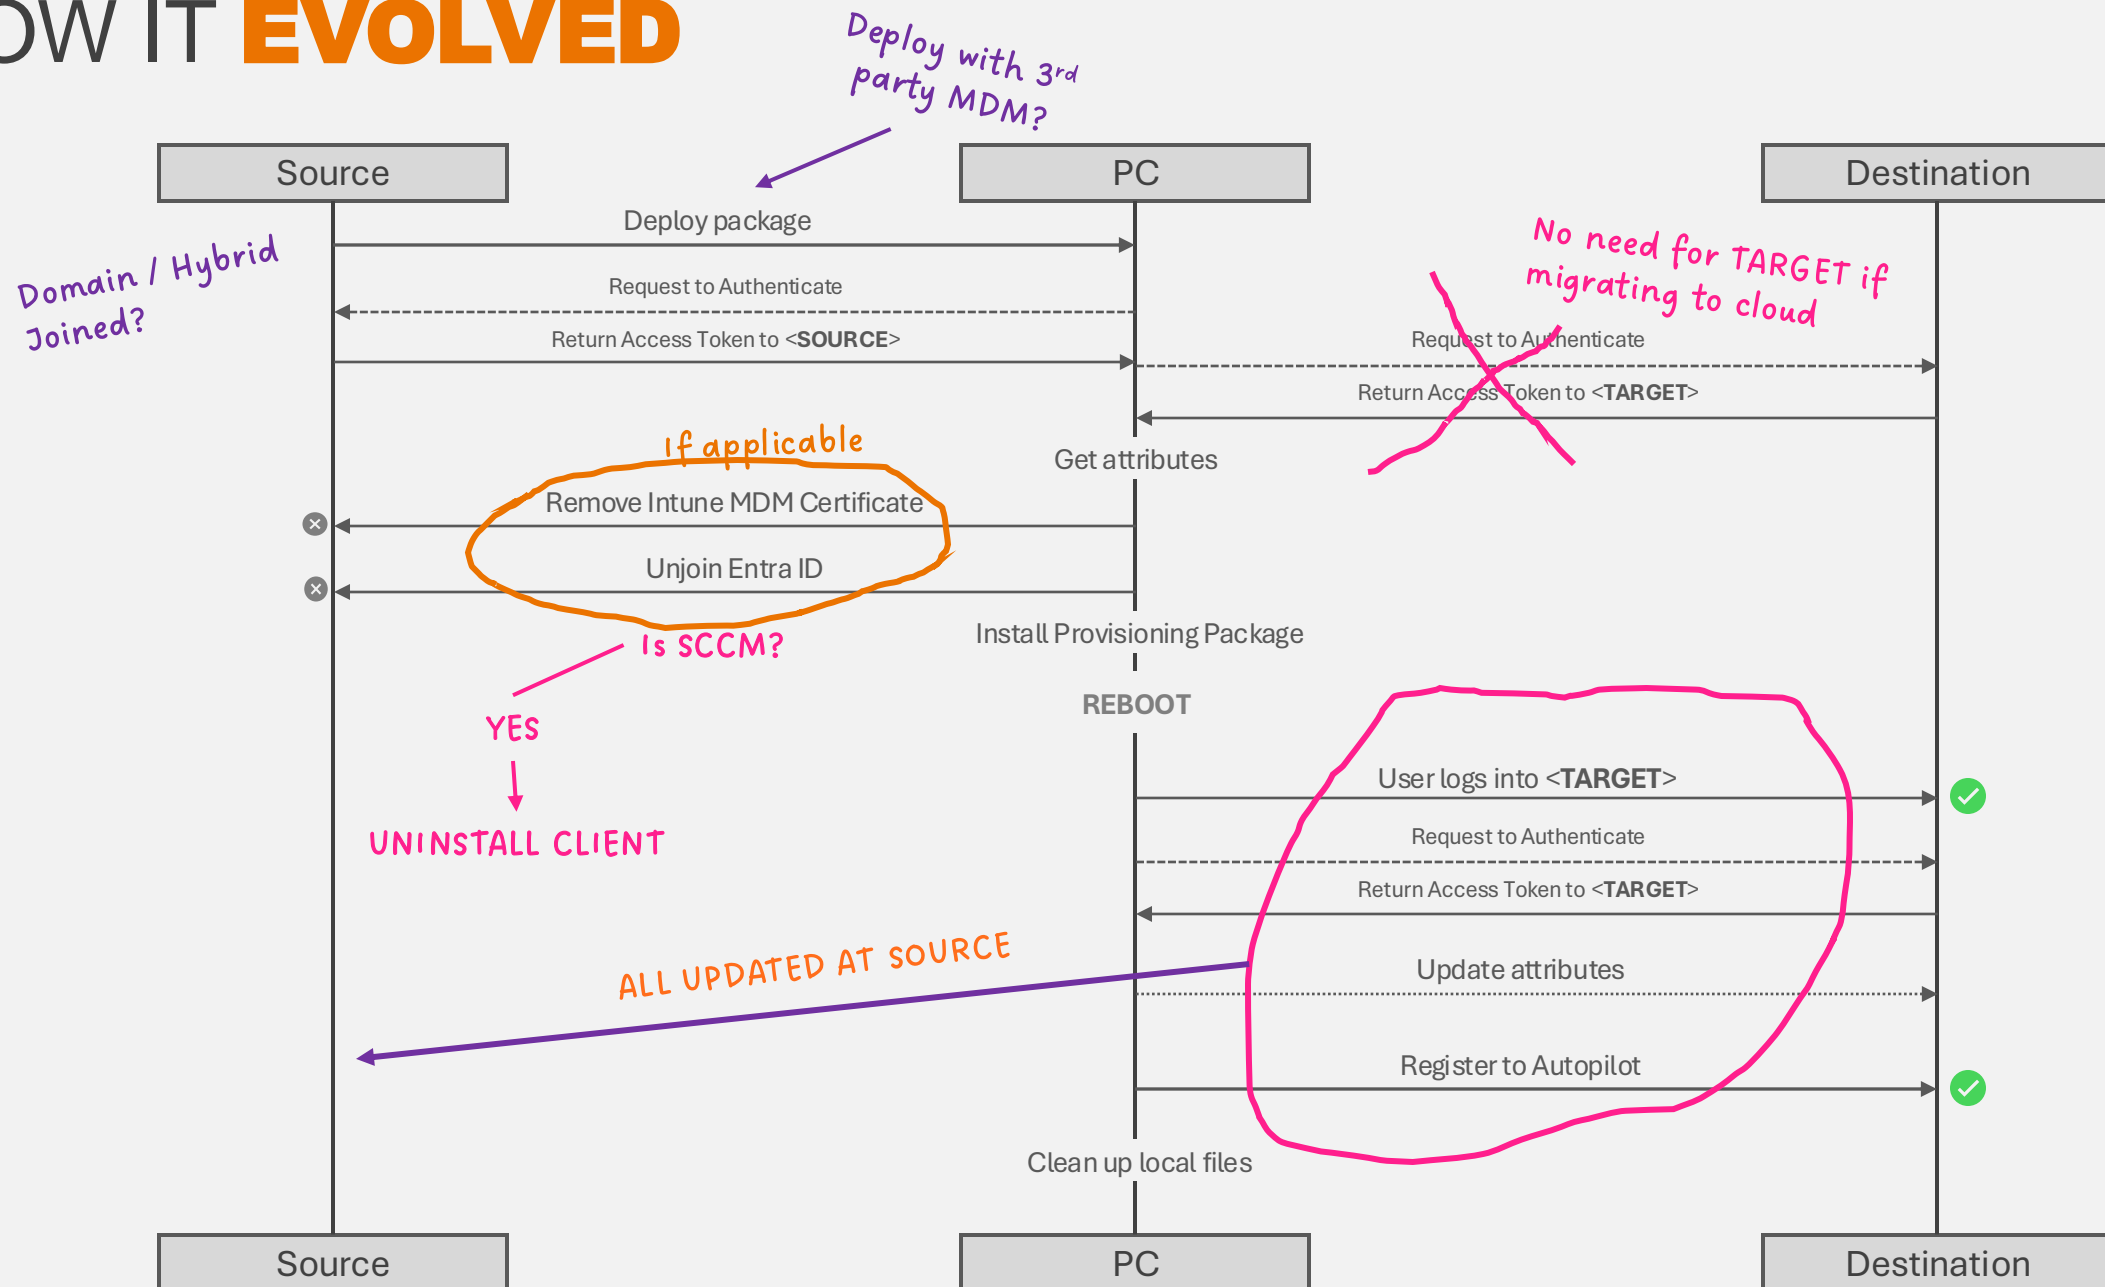 OW IT EVOLVED
Deploy with 3rd
party MDM?
Source
PC
Destination
Deploy package
Domain / Hybrid
Joined?
No need for TARGET if
migrating to cloud
Request to Authenticate
Return Access Token to <SOURCE>
Request to Authenticate
Return Access Token to <TARGET>
Get attributes
If applicable
Remove Intune MDM Certificate
Unjoin Entra ID
Install Provisioning Package
Is SCCM?
YES
UNINSTALL CLIENT
REBOOT
User logs into <TARGET>
Request to Authenticate
Return Access Token to <TARGET>
ALL UPDATED AT SOURCE
Update attributes
Register to Autopilot
Clean up local files
Source
PC
Destination